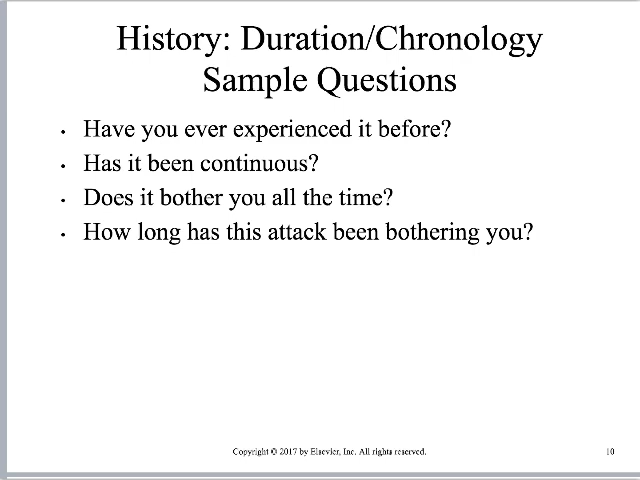 History: Duration/Chronology
Sample Questions
• Have you ever experienced it before?
• Has it been continuous?
• Does it bother you all the time?
• How long has this attack been bothering you?
Copyright © 2017 by Elsevier, Inc. All rights reserved.
10